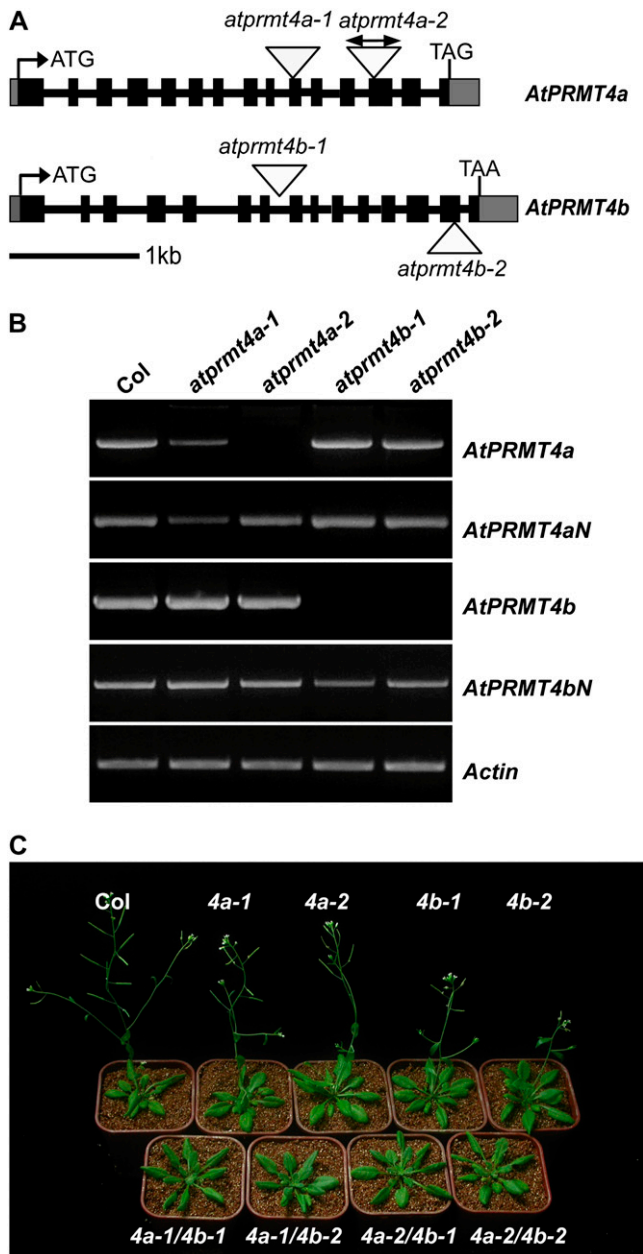 A
atprmt4a-1 atprmt4a-2
ATG TAG
AtPRMT4a
atprmt4b-1
ATG TAA
AtPRMT4b
1kb
atprmt4b-2
B
Col atprmt4a-1 atprmt4a-2 atprmt4b-1 atprmt4b-2
AtPRMT4a
AtPRMT4aN
AtPRMT4b
AtPRMT4bN
Actin
C
Col 4a-1 4a-2 4b-1 4b-2
4a-1/4b-1 4a-1/4b-2 4a-2/4b-1 4a-2/4b-2